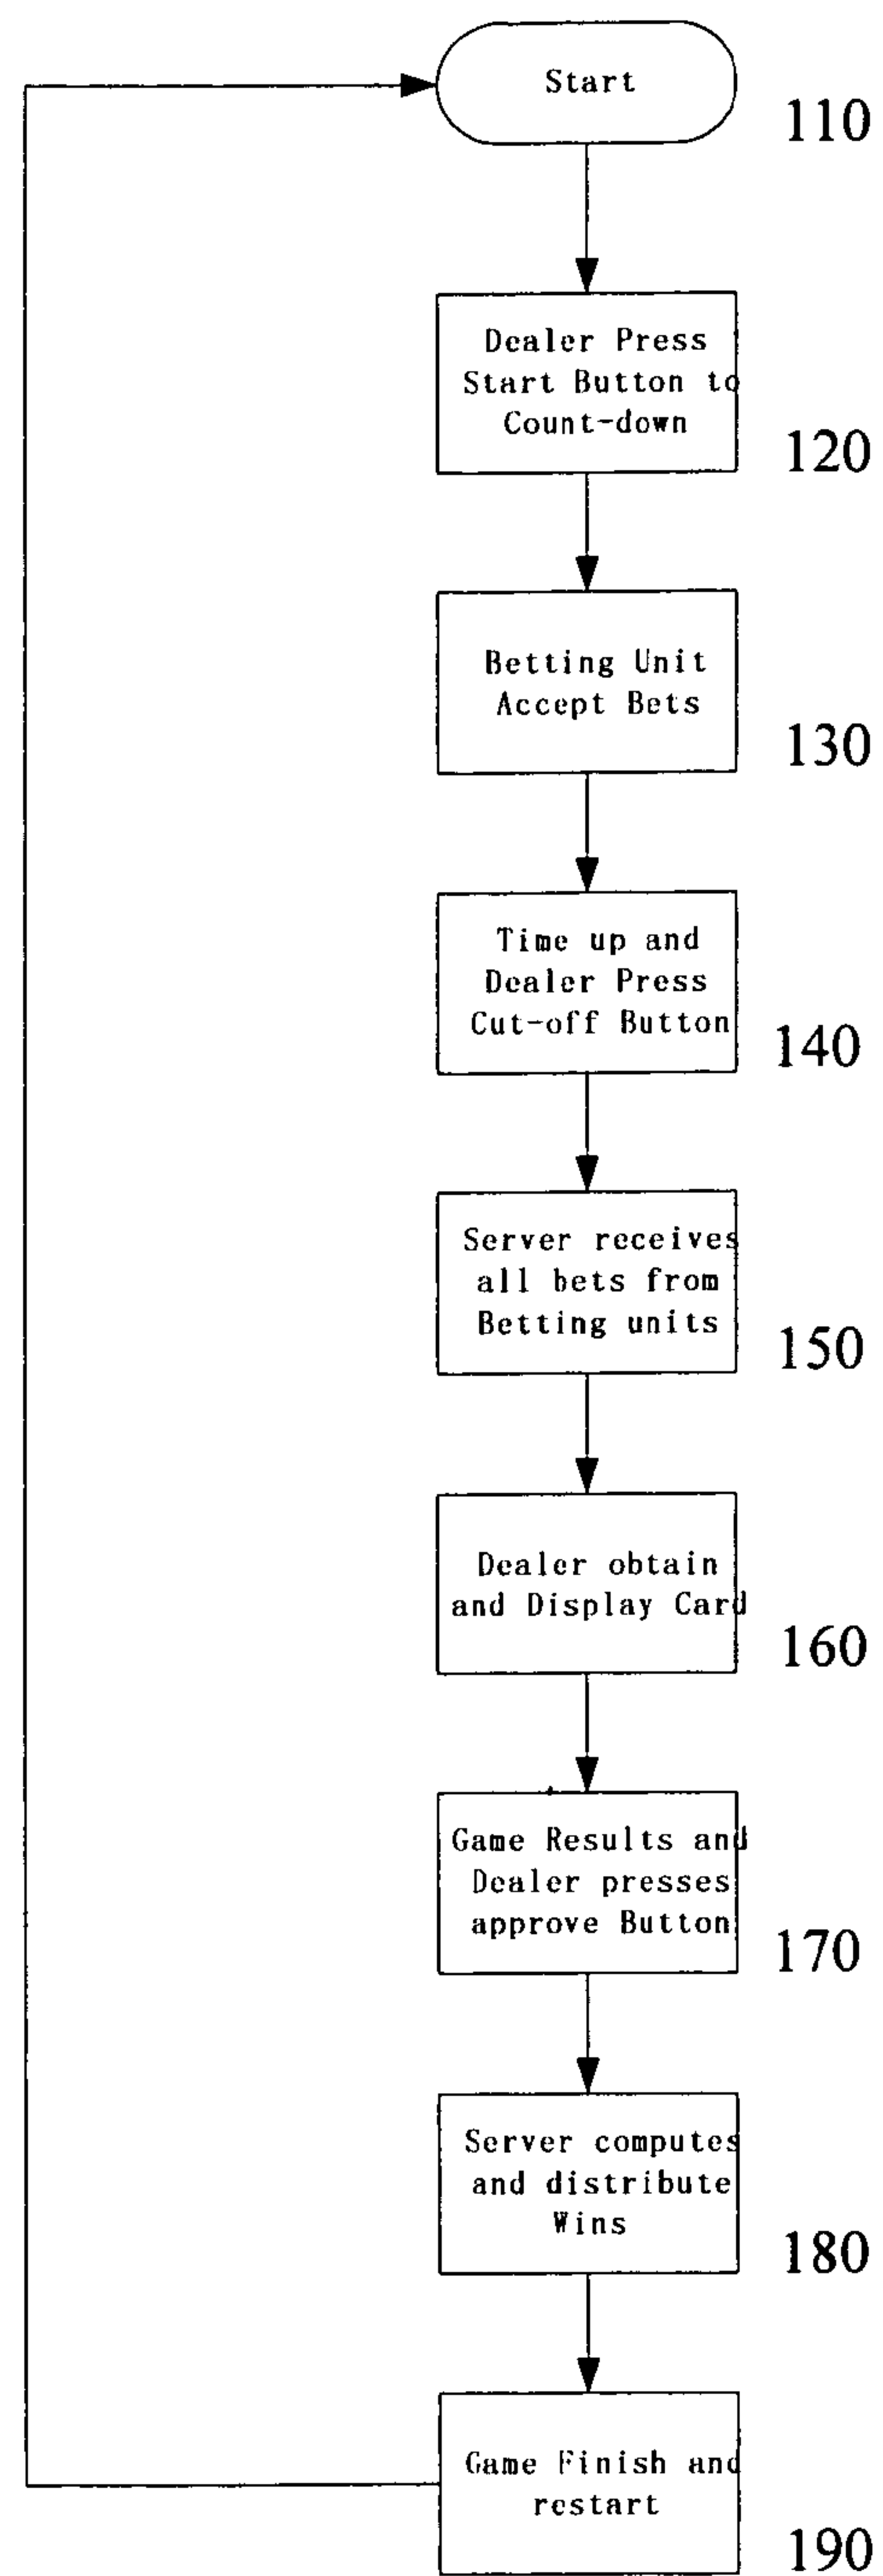 Start
110
Dealer Press
Start Button to
Count-down
120
Betting Unit
Accept Bets
130
Time up and
Dealer Press
Cut-off Button
140
Server receives
all bets from
Betting units
150
Dealer obtain
and Display Card
160
Game Results and
Dealer presses
approve Button
170
Server computes
and distribute
Wins
180
Game Finish and
restart
190